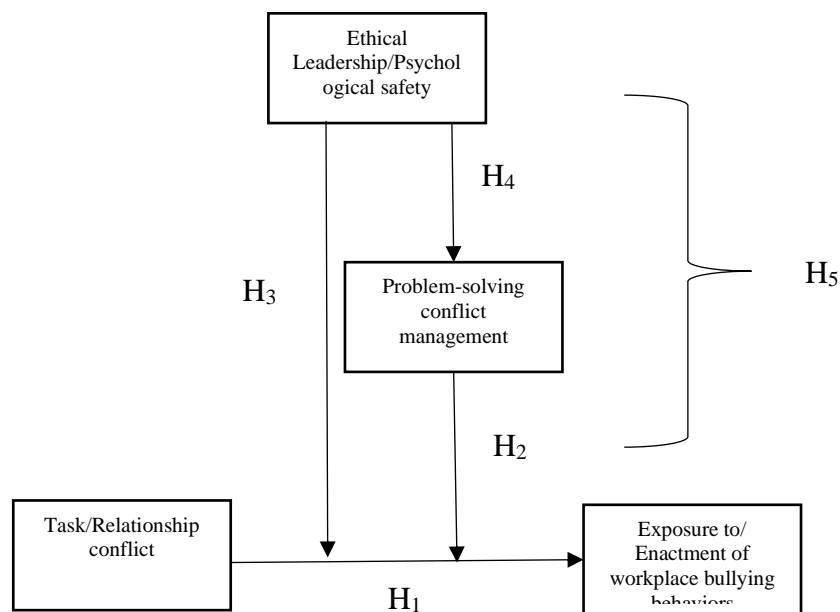 Ethical
Leadership/Psychol
ogical safety
H4
Problem-solving
conflict
management
H3
H5
H2
Task/Relationship
conflict
Exposure to/
Enactment of
workplace bullying
behaviors
H1